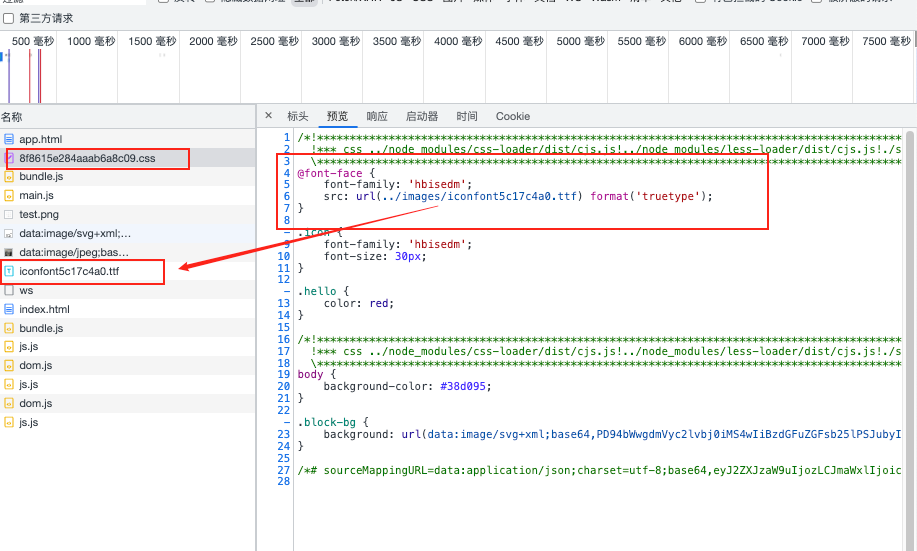 第三方请求
500 毫秒 1000 毫秒 1500 毫秒 2000 毫秒 2500 毫秒 3000 毫秒 3500 毫秒 4000 毫秒 4500 毫秒 5000 毫秒 5500 毫秒 6000 毫秒 6500 毫秒 7000 毫秒 7500 毫秒
名称
app.html
8f8615e284aaab6a8c09.css
bundle.js
main.js
test.png
data:image/svg+xml;…
data:image/jpeg;bas…
iconfont5c17c4a0.ttf
ws
index.html
bundle.js
js.js
dom.js
js.js
dom.js
js.js
× 标头 预览 响应 启动器 时间 Cookie
1 /*!**********************************************************************************************
2 !*** css ../node_modules/css-loader/dist/cjs.js!../node_modules/less-loader/dist/cjs.js!./s
3 \**********************************************************************************************
4 @font-face {
5 font-family: 'hbisedm';
6 src: url(../images/iconfont5c17c4a0.ttf) format('truetype');
7 }
8
- .icon {
9 font-family: 'hbisedm';
10 font-size: 30px;
11 }
12
- .hello {
13 color: red;
14 }
15
16 /*!**********************************************************************************************
17 !*** css ../node_modules/css-loader/dist/cjs.js!../node_modules/less-loader/dist/cjs.js!./s
18 \**********************************************************************************************
19 body {
20 background-color: #38d095;
21 }
22
- .block-bg {
23 background: url(data:image/svg+xml;base64,PD94bWwgdmVyc2lvbj0iMS4wIiBzdGFuZGFsb25lPSJubyI
24 }
25
26
27 /*# sourceMappingURL=data:application/json;charset=utf-8;base64,eyJ2ZXJzaW9uIjozLCJmaWxlIjoic
28